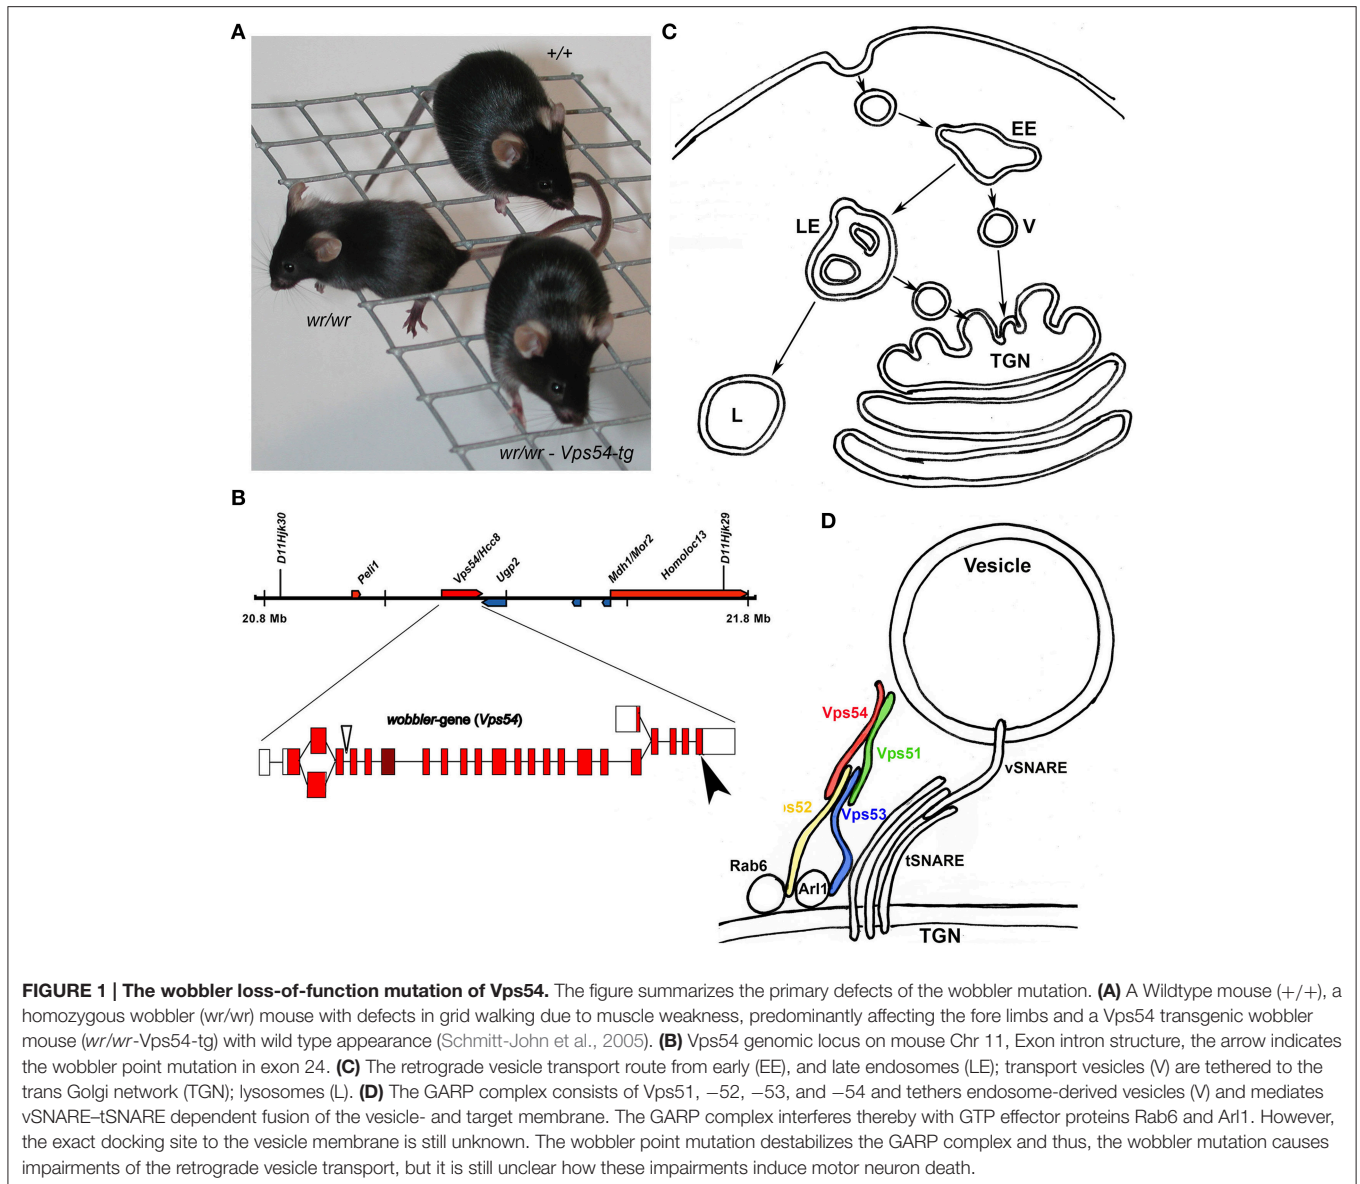 A
+/+
wr/wr
wr/wr - Vps54-tg
B
D11Hjk30
Peli1
Vps54/Hcc8
Ugp2
Mdh1/Mor2
Homoloc13
D11Hjk29
20.8 Mb
21.8 Mb
wobbler-gene (Vps54)
C
EE
LE
V
TGN
L
D
Vesicle
Vps54
Vps51
vSNARE
ps52
Vps53
tSNARE
Rab6
Arl1
TGN
FIGURE 1 | The wobbler loss-of-function mutation of Vps54. The figure summarizes the primary defects of the wobbler mutation. (A) A Wildtype mouse (+/+), a
homozygous wobbler (wr/wr) mouse with defects in grid walking due to muscle weakness, predominantly affecting the fore limbs and a Vps54 transgenic wobbler
mouse (wr/wr-Vps54-tg) with wild type appearance (Schmitt-John et al., 2005). (B) Vps54 genomic locus on mouse Chr 11, Exon intron structure, the arrow indicates
the wobbler point mutation in exon 24. (C) The retrograde vesicle transport route from early (EE), and late endosomes (LE); transport vesicles (V) are tethered to the
trans Golgi network (TGN); lysosomes (L). (D) The GARP complex consists of Vps51, −52, −53, and −54 and tethers endosome-derived vesicles (V) and mediates
vSNARE–tSNARE dependent fusion of the vesicle- and target membrane. The GARP complex interferes thereby with GTP effector proteins Rab6 and Arl1. However,
the exact docking site to the vesicle membrane is still unknown. The wobbler point mutation destabilizes the GARP complex and thus, the wobbler mutation causes
impairments of the retrograde vesicle transport, but it is still unclear how these impairments induce motor neuron death.